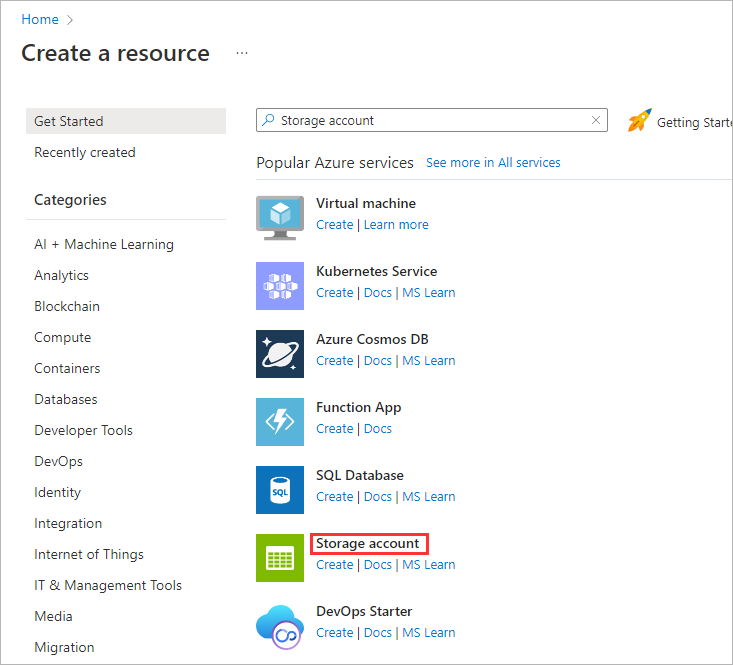 Home >
Create a resource ...
Get Started
Recently created
Categories
AI + Machine Learning
Analytics
Blockchain
Compute
Containers
Databases
Developer Tools
DevOps
Identity
Integration
Internet of Things
IT & Management Tools
Media
Migration
Storage account
Getting Starte
Popular Azure services See more in All services
Virtual machine
Create | Learn more
Kubernetes Service
Create | Docs | MS Learn
Azure Cosmos DB
Create | Docs | MS Learn
Function App
Create | Docs
SQL
SQL Database
Create | Docs | MS Learn
Storage account
Create | Docs | MS Learn
DevOps Starter
Create | Docs | MS Learn